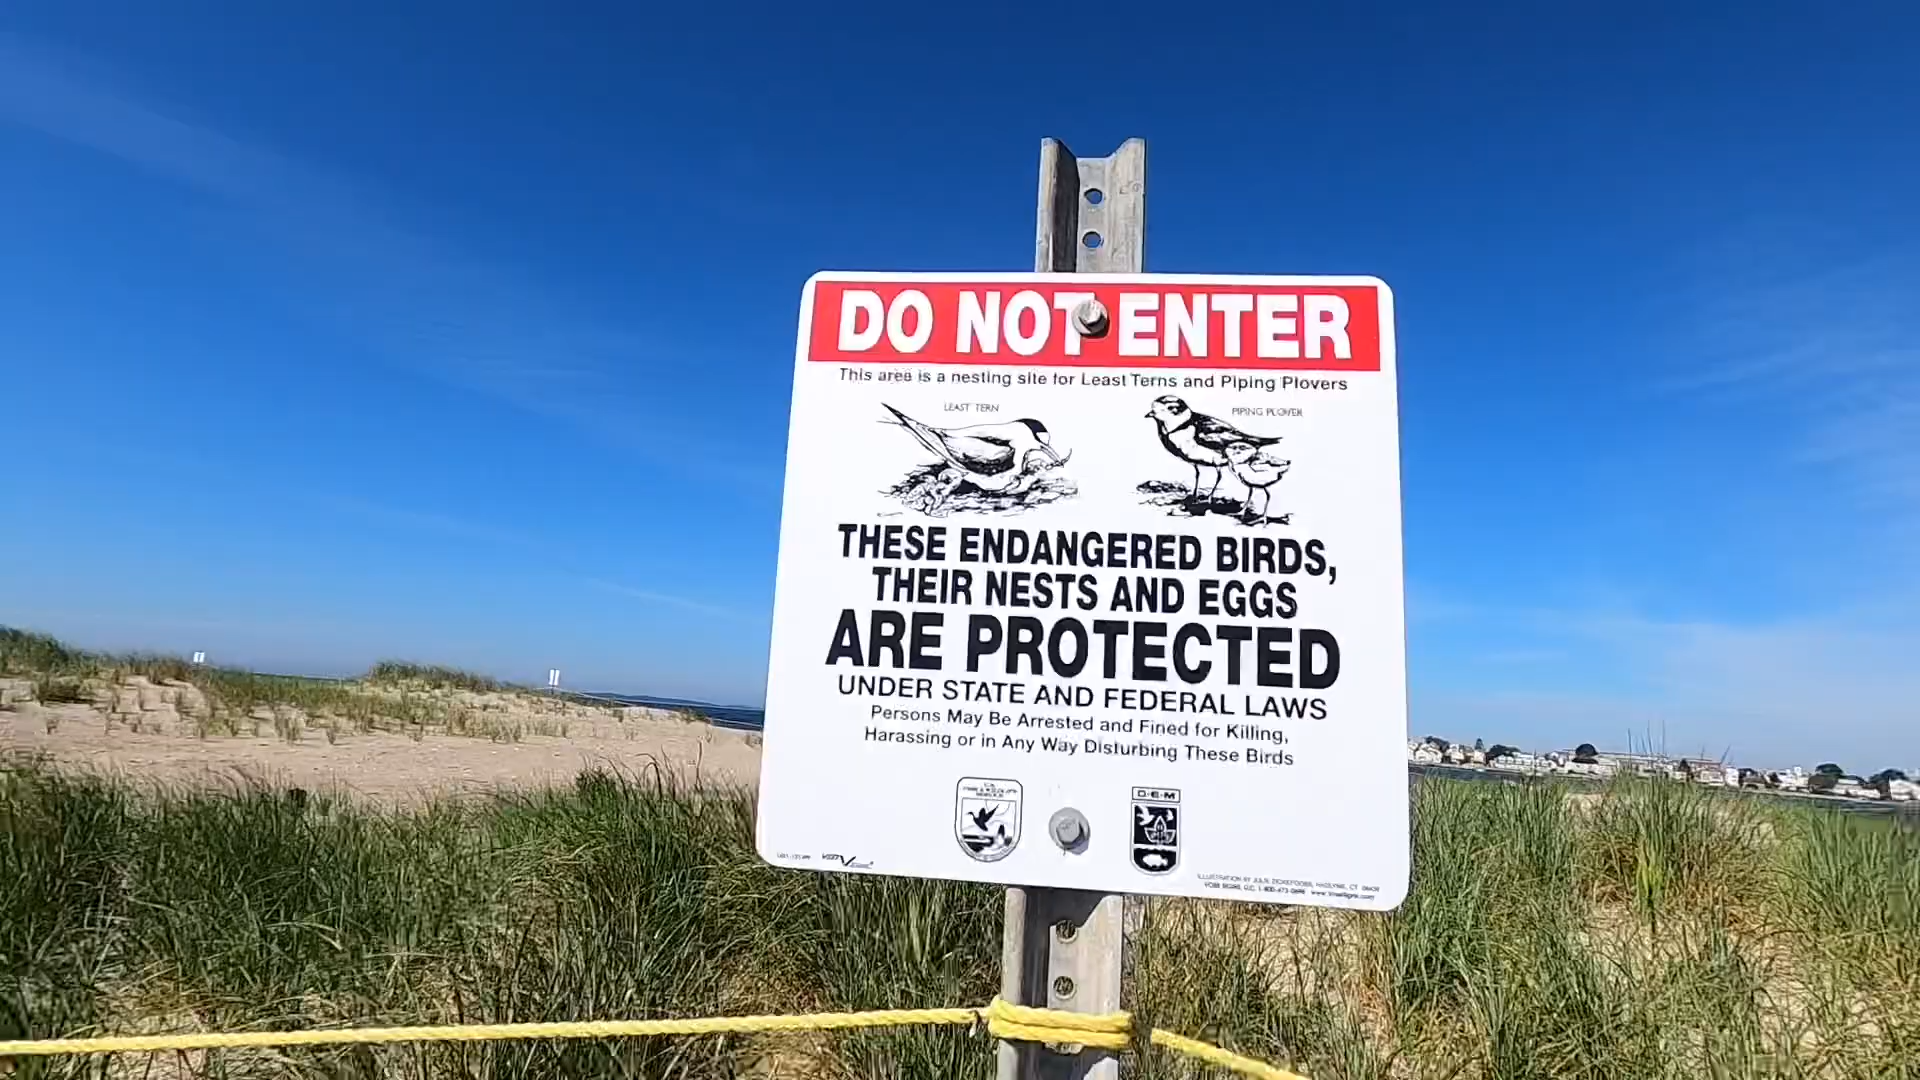 DO NOT ENTER
This area is a nesting site for Least Terns and Piping Plovers
LEAST TERN
PIPING PLOVER
THESE ENDANGERED BIRDS,
THEIR NESTS AND EGGS
ARE PROTECTED
UNDER STATE AND FEDERAL LAWS
Persons May Be Arrested and Fined for Killing,
Harassing or in Any Way Disturbing These Birds
D·E·M